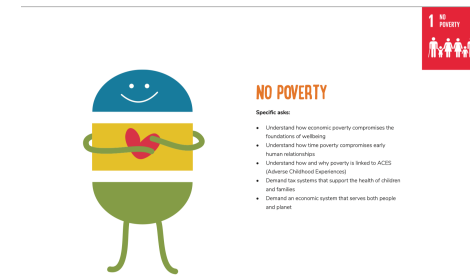 1 NO
POVERTY
NO POVERTY
Specific asks:
• Understand how economic poverty compromises the
foundations of wellbeing
• Understand how time poverty compromises early
human relationships
• Understand how and why poverty is linked to ACES
(Adverse Childhood Experiences)
• Demand tax systems that support the health of children
and families
• Demand an economic system that serves both people
and planet